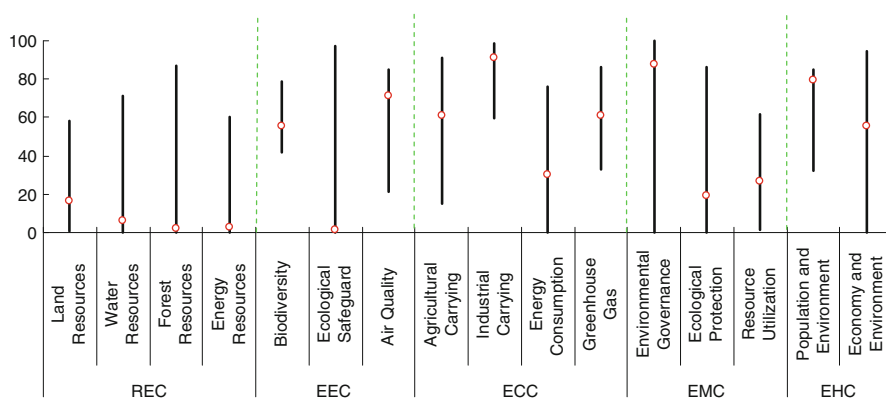 100
80
60
40
20
0
Land
Resources
Water
Resources
Forest
Resources
Energy
Resources
Biodiversity
Ecological
Safeguard
Air Quality
Agricultural
Carrying
Industrial
Carrying
Energy
Consumption
Greenhouse
Gas
Environmental
Governance
Ecological
Protection
Resource
Utilization
Population and
Environment
Economy and
Environment
REC
EEC
ECC
EMC
EHC